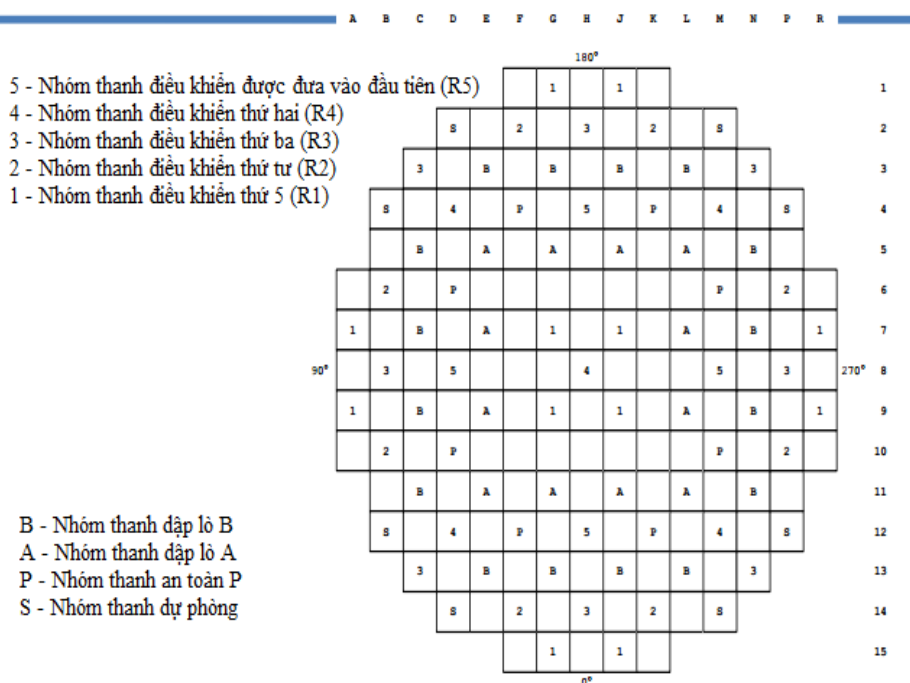 A B C D E F G H J K L M N P R
180°
5 - Nhóm thanh điều khiển được đưa vào đầu tiên (R5)
4 - Nhóm thanh điều khiển thứ hai (R4)
3 - Nhóm thanh điều khiển thứ ba (R3)
2 - Nhóm thanh điều khiển thứ tư (R2)
1 - Nhóm thanh điều khiển thứ 5 (R1)
1 1 1
S 2 3 2 S 2
3 B B B B 3 3
S 4 P 5 P 4 S 4
B A A A A B 5
2 P P 2 6
1 B A 1 1 A B 1 7
90° 3 5 4 5 3 270° 8
1 B A 1 1 A B 1 9
2 P P 2 10
B A A A A B 11
S 4 P 5 P 4 S 12
3 B B B B 3 13
S 2 3 2 S 14
1 1 15
0°
B - Nhóm thanh dập lò B
A - Nhóm thanh dập lò A
P - Nhóm thanh an toàn P
S - Nhóm thanh dự phòng